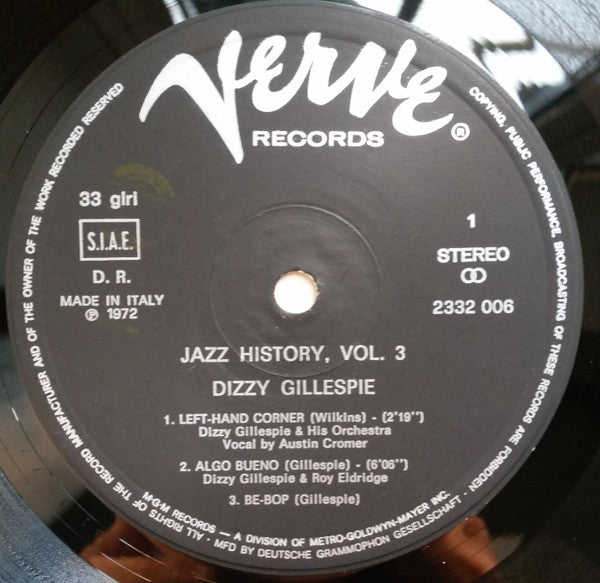 Verve
RECORDS ®
33 giri
S.I.A.E.
D. R.
MADE IN ITALY
℗ 1972
1
STEREO
2332 006
JAZZ HISTORY, VOL. 3
DIZZY GILLESPIE
1. LEFT-HAND CORNER (Wilkins) - (2'19'')
Dizzy Gillespie & His Orchestra
Vocal by Austin Cromer
2. ALGO BUENO (Gillespie) - (6'06'')
Dizzy Gillespie & Roy Eldridge
3. BE-BOP (Gillespie)
M-G-M RECORDS — A DIVISION OF METRO-GOLDWYN-MAYER INC.
ALL RIGHTS OF THE RECORD MANUFACTURER AND OF THE OWNER OF THE WORK RECORDED RESERVED
COPYING, PUBLIC PERFORMANCE, BROADCASTING OF THESE RECORDS ARE FORBIDDEN
· MFD BY DEUTSCHE GRAMMOPHON GESELLSCHAFT ·